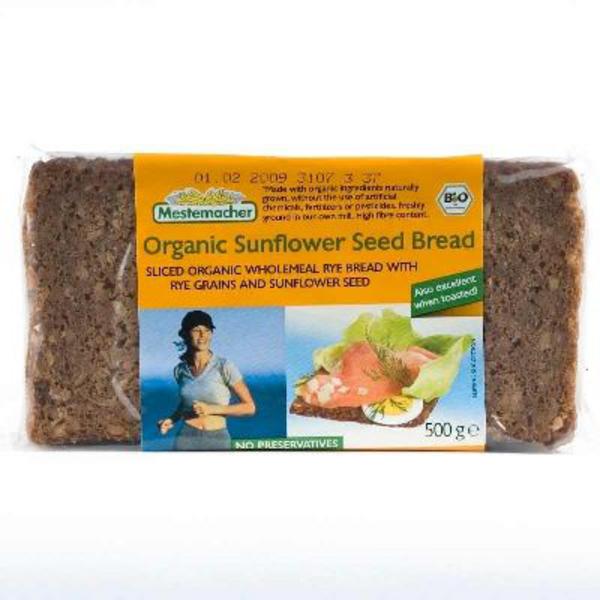 01.02 2009 3107 3 37
Mestemacher
"Made with organic ingredients naturally
grown, without the use of artificial
chemicals, fertilizers or pesticides, freshly
ground in our own mill. High fibre content.
BIO
Organic Sunflower Seed Bread
SLICED ORGANIC WHOLEMEAL RYE BREAD WITH
RYE GRAINS AND SUNFLOWER SEED
Also excellent
when toasted!
NO PRESERVATIVES
500 g e